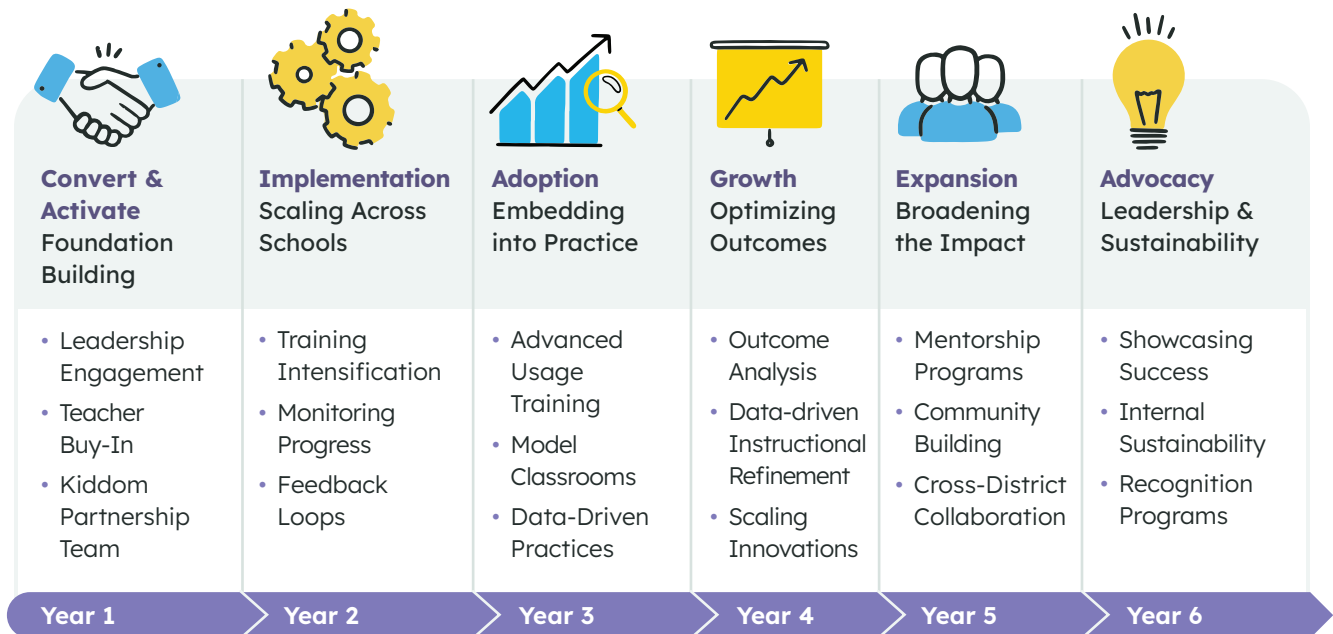 Convert &
Activate
Foundation
Building
Implementation
Scaling Across
Schools
Adoption
Embedding
into Practice
Growth
Optimizing
Outcomes
Expansion
Broadening
the Impact
Advocacy
Leadership &
Sustainability
• Leadership
Engagement
• Teacher
Buy-In
• Kiddom
Partnership
Team
• Training
Intensification
• Monitoring
Progress
• Feedback
Loops
• Advanced
Usage
Training
• Model
Classrooms
• Data-Driven
Practices
• Outcome
Analysis
• Data-driven
Instructional
Refinement
• Scaling
Innovations
• Mentorship
Programs
• Community
Building
• Cross-District
Collaboration
• Showcasing
Success
• Internal
Sustainability
• Recognition
Programs
Year 1
Year 2
Year 3
Year 4
Year 5
Year 6